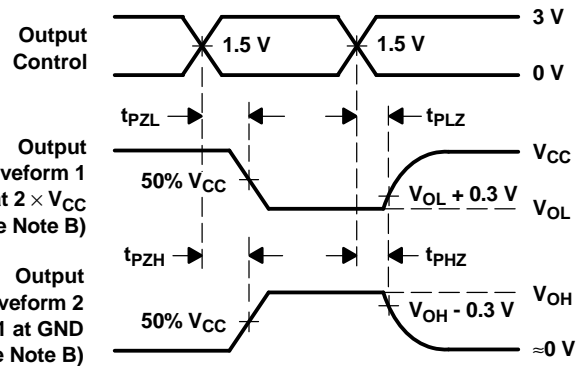 3 V
Output
Control
1.5 V
1.5 V
0 V
tPZL
tPLZ
Output
VCC
veform 1
50% VCC
at 2 × VCC
VOL + 0.3 V
VOL
e Note B)
tPZH
tPHZ
Output
VOH
veform 2
VOH - 0.3 V
1 at GND
50% VCC
e Note B)
≈0 V